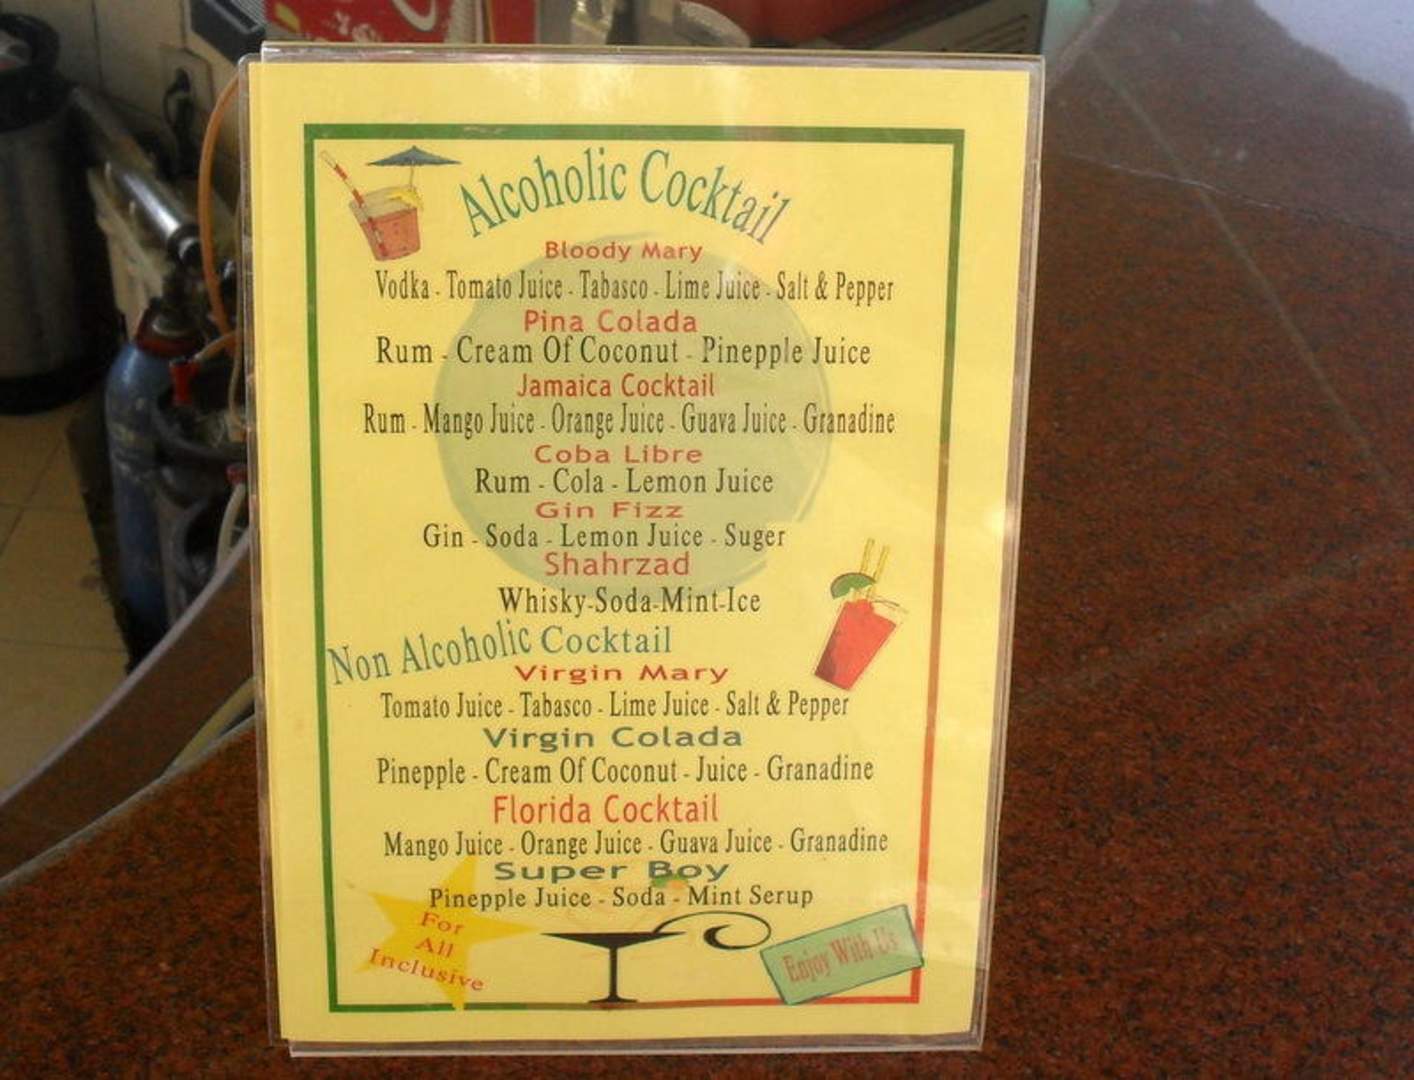 Alcoholic Cocktail
Bloody Mary
Vodka - Tomato Juice - Tabasco - Lime Juice - Salt & Pepper
Pina Colada
Rum - Cream Of Coconut - Pinepple Juice
Jamaica Cocktail
Rum - Mango Juice - Orange Juice - Guava Juice - Granadine
Coba Libre
Rum - Cola - Lemon Juice
Gin Fizz
Gin - Soda - Lemon Juice - Suger
Shahrzad
Whisky-Soda-Mint-Ice
Non Alcoholic Cocktail
Virgin Mary
Tomato Juice - Tabasco - Lime Juice - Salt & Pepper
Virgin Colada
Pinepple - Cream Of Coconut - Juice - Granadine
Florida Cocktail
Mango Juice - Orange Juice - Guava Juice - Granadine
Super Boy
Pinepple Juice - Soda - Mint Serup
For
All
Inclusive
Enjoy With Us